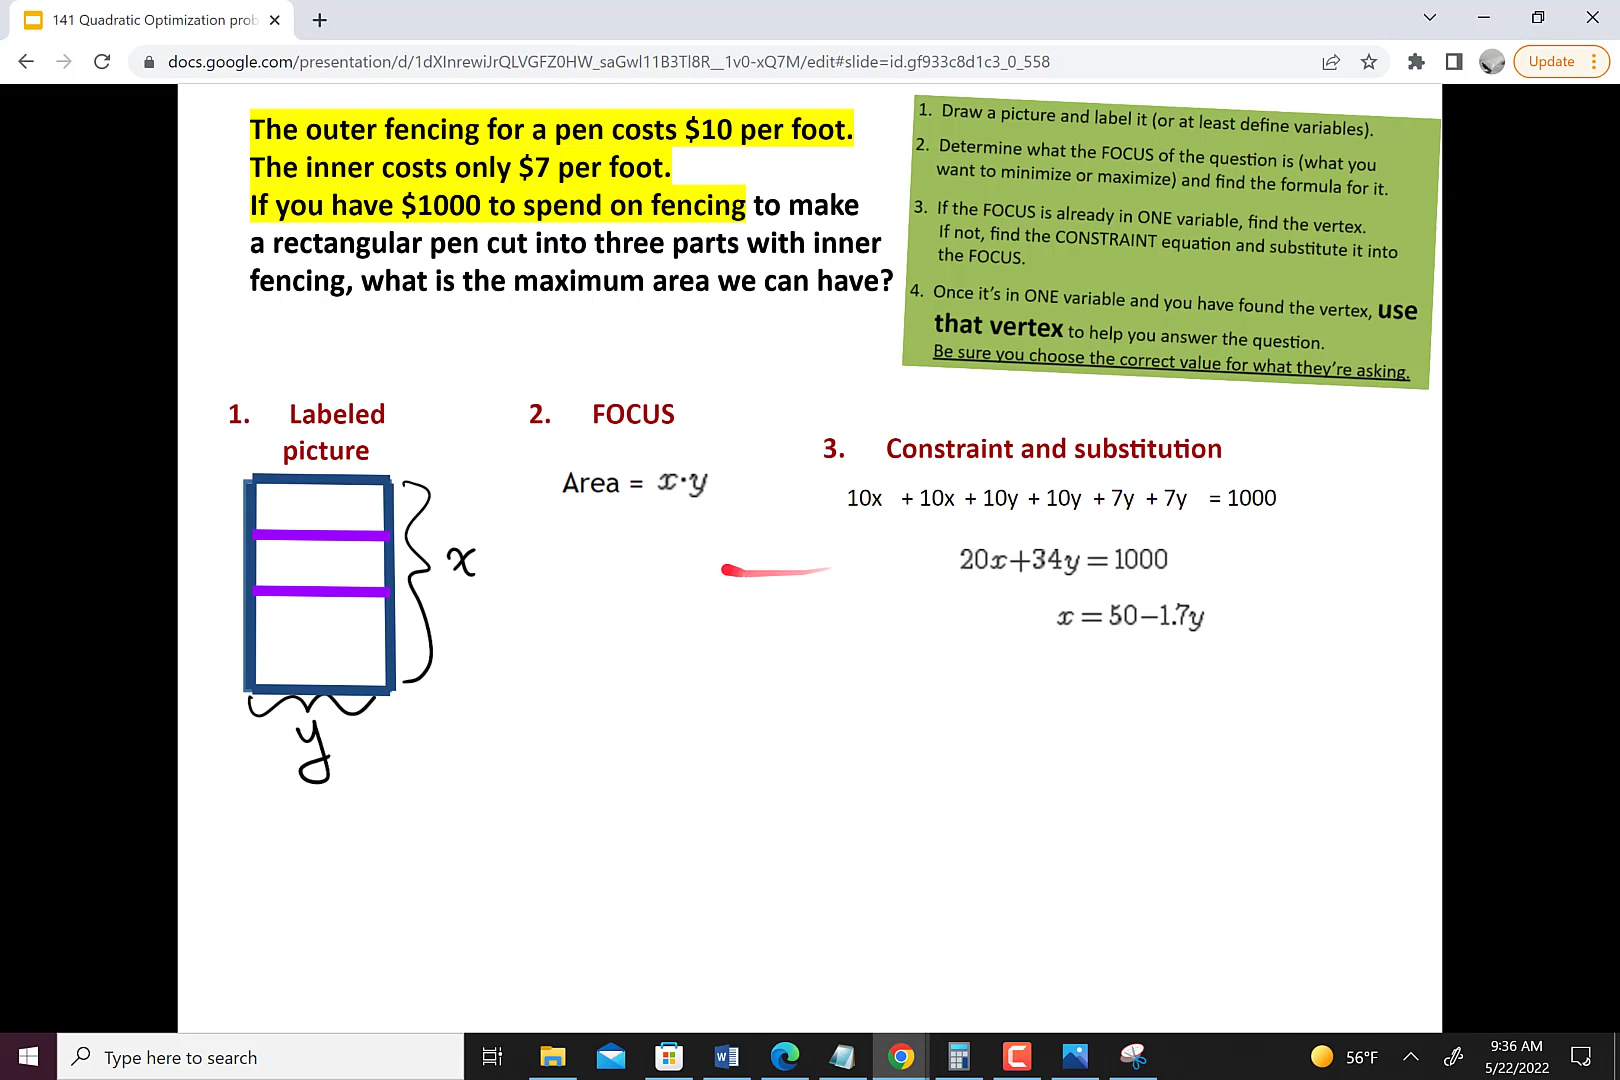 141 Quadratic Optimization prob
docs.google.com/presentation/d/1dXInrewiJrQLVGFZ0HW_saGwl11B3Tl8R__1v0-xQ7M/edit#slide=id.gf933c8d1c3_0_558
Update
The outer fencing for a pen costs $10 per foot.
The inner costs only $7 per foot.
If you have $1000 to spend on fencing to make
a rectangular pen cut into three parts with inner
fencing, what is the maximum area we can have?
1. Draw a picture and label it (or at least define variables).
2. Determine what the FOCUS of the question is (what you
want to minimize or maximize) and find the formula for it.
3. If the FOCUS is already in ONE variable, find the vertex.
If not, find the CONSTRAINT equation and substitute it into
the FOCUS.
4. Once it's in ONE variable and you have found the vertex, use
that vertex to help you answer the question.
Be sure you choose the correct value for what they're asking.
1. Labeled
picture
x
y
2. FOCUS
Area = x·y
3. Constraint and substitution
10x + 10x + 10y + 10y + 7y + 7y = 1000
20x+34y=1000
x=50−1.7y
Type here to search
56°F
9:36 AM
5/22/2022